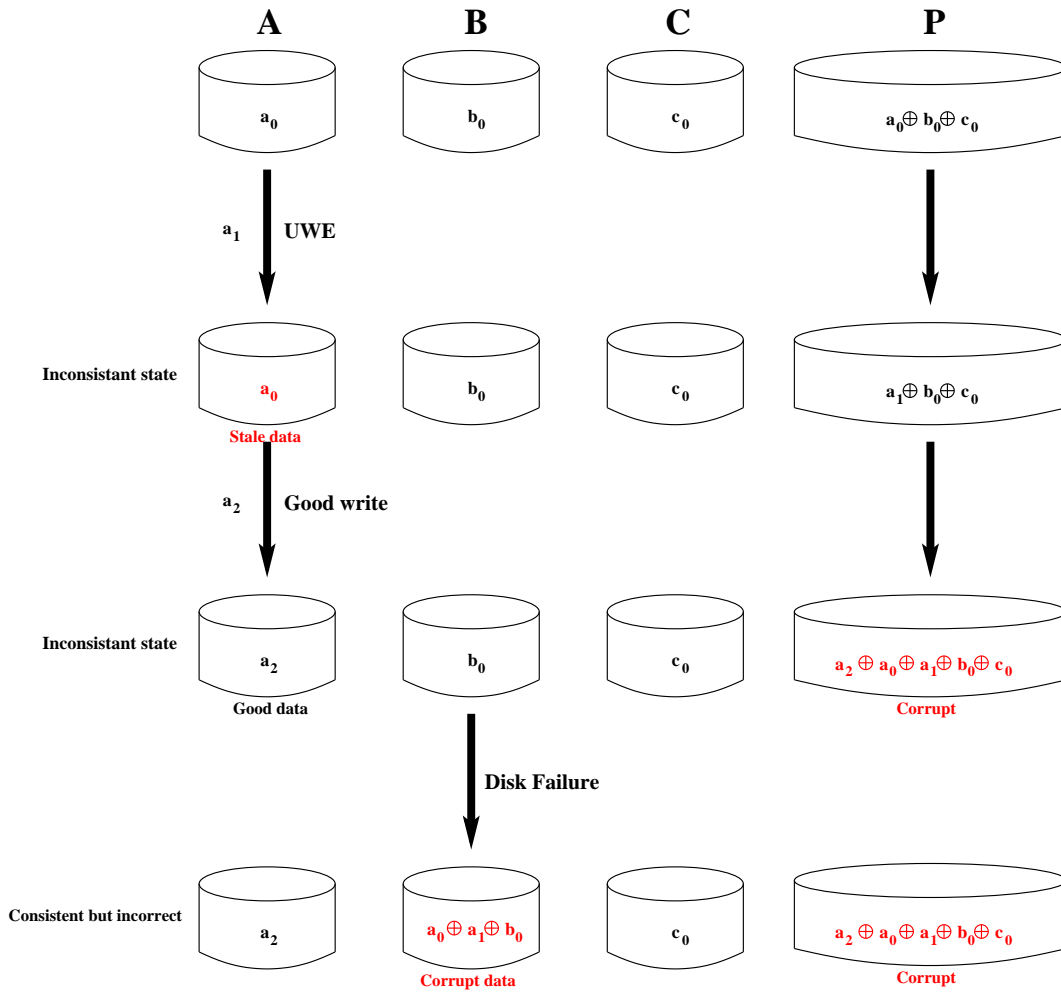 A B C P
a0 b0 c0 a0 ⊕ b0 ⊕ c0
a1 UWE
Inconsistant state a0 b0 c0 a1 ⊕ b0 ⊕ c0
Stale data
a2 Good write
Inconsistant state a2 b0 c0 a2 ⊕ a0 ⊕ a1 ⊕ b0 ⊕ c0
Good data Corrupt
Disk Failure
Consistent but incorrect a2 a0 ⊕ a1 ⊕ b0 c0 a2 ⊕ a0 ⊕ a1 ⊕ b0 ⊕ c0
Corrupt data Corrupt